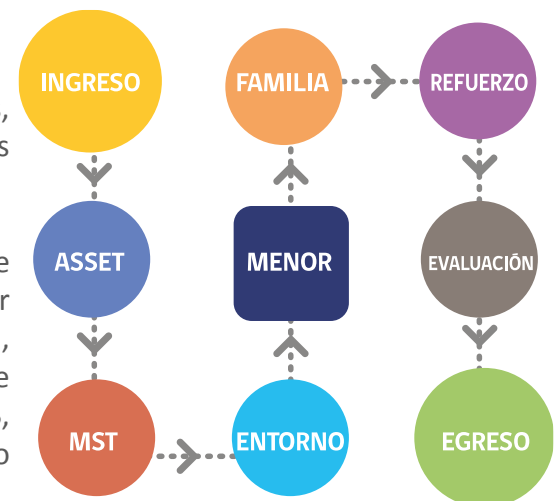 INGRESO
ASSET
MST
ENTORNO
MENOR
FAMILIA
REFUERZO
EVALUACIÓN
EGRESO
,
s
e
r
,
e
,
o